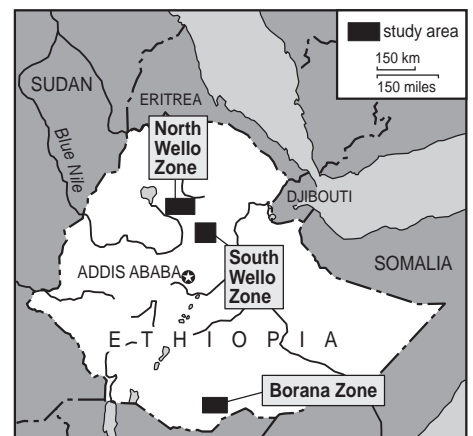 study area
150 km
150 miles
SUDAN
ERITREA
Blue Nile
North
Wello
Zone
DJIBOUTI
ADDIS ABABA
South
Wello
Zone
SOMALIA
ETHIOPIA
Borana Zone